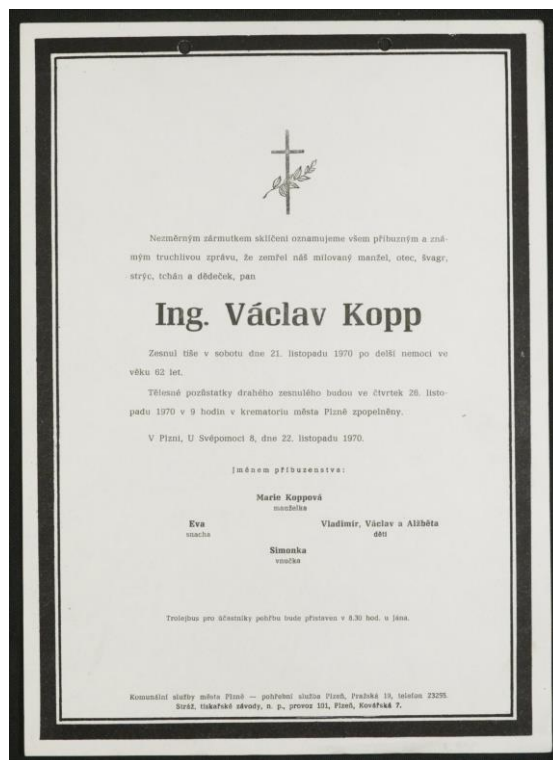 Nezměrným zármutkem sklíčeni oznamujeme všem příbuzným a zná-
mým truchlivou zprávu, že zemřel náš milovaný manžel, otec, švagr,
strýc, tchán a dědeček, pan
Ing. Václav Kopp
Zesnul tiše v sobotu dne 21. listopadu 1970 po delší nemoci ve
věku 62 let.
Tělesné pozůstatky drahého zesnulého budou ve čtvrtek 26. listo-
padu 1970 v 9 hodin v krematoriu města Plzně zpopelněny.
V Plzni, U Svépomoci 8, dne 22. listopadu 1970.
Jménem příbuzenstva:
Marie Koppová
manželka
Eva
snacha
Vladimír, Václav a Alžběta
děti
Simonka
vnučka
Trolejbus pro účastníky pohřbu bude přistaven v 8.30 hod. u Jána.
Komunální služby města Plzně — pohřební služba Plzeň, Pražská 19, telefon 23255.
Stráž, tiskařské závody, n. p., provoz 101, Plzeň, Kovářská 7.